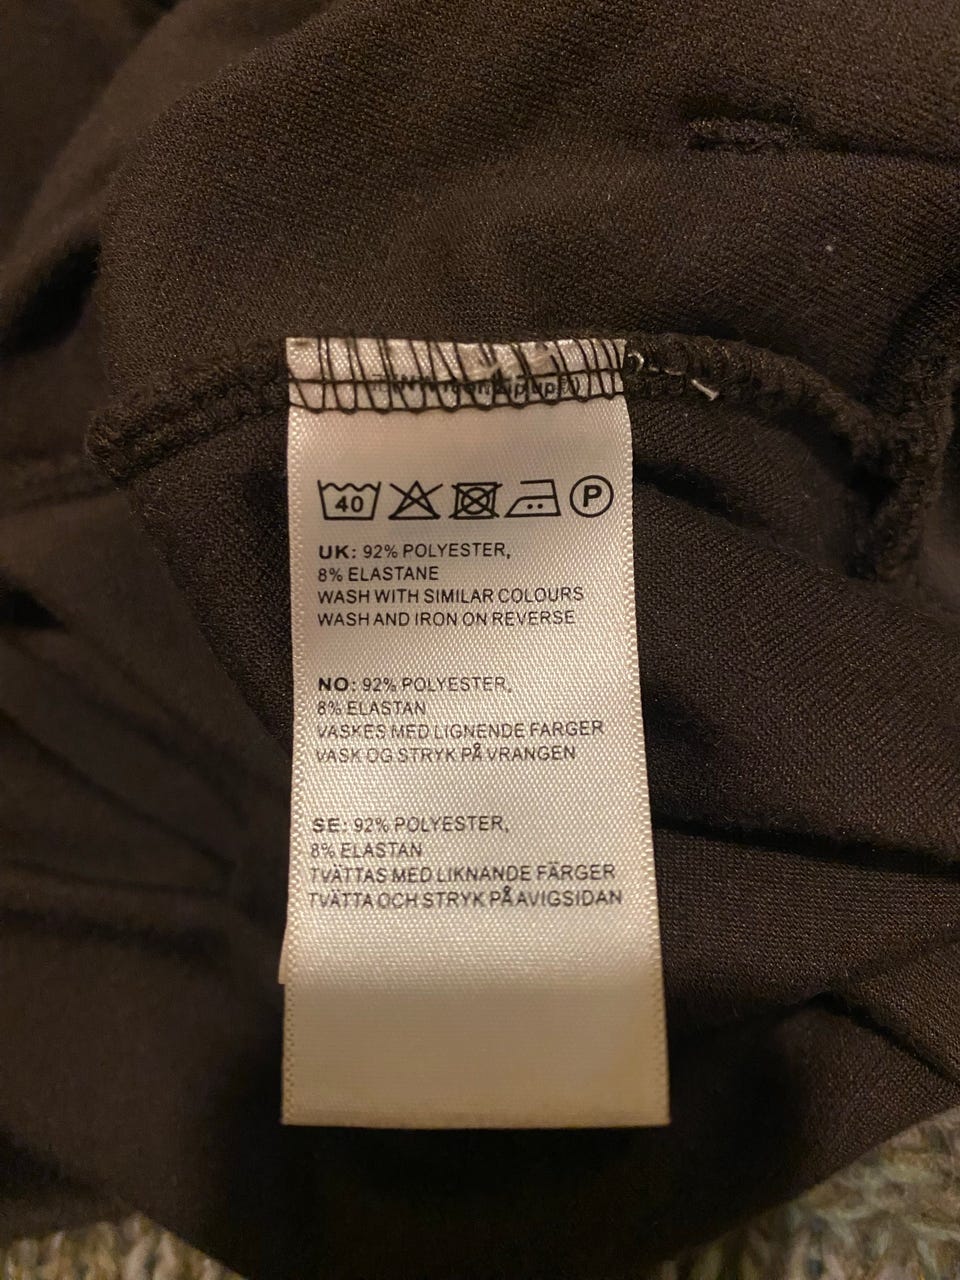 40 P
UK: 92% POLYESTER,
8% ELASTANE
WASH WITH SIMILAR COLOURS
WASH AND IRON ON REVERSE
NO: 92% POLYESTER,
8% ELASTAN
VASKES MED LIGNENDE FARGER
VASK OG STRYK PÅ VRANGEN
SE: 92% POLYESTER,
8% ELASTAN
TVÄTTAS MED LIKNANDE FÄRGER
TVÄTTA OCH STRYK PÅ AVIGSIDAN